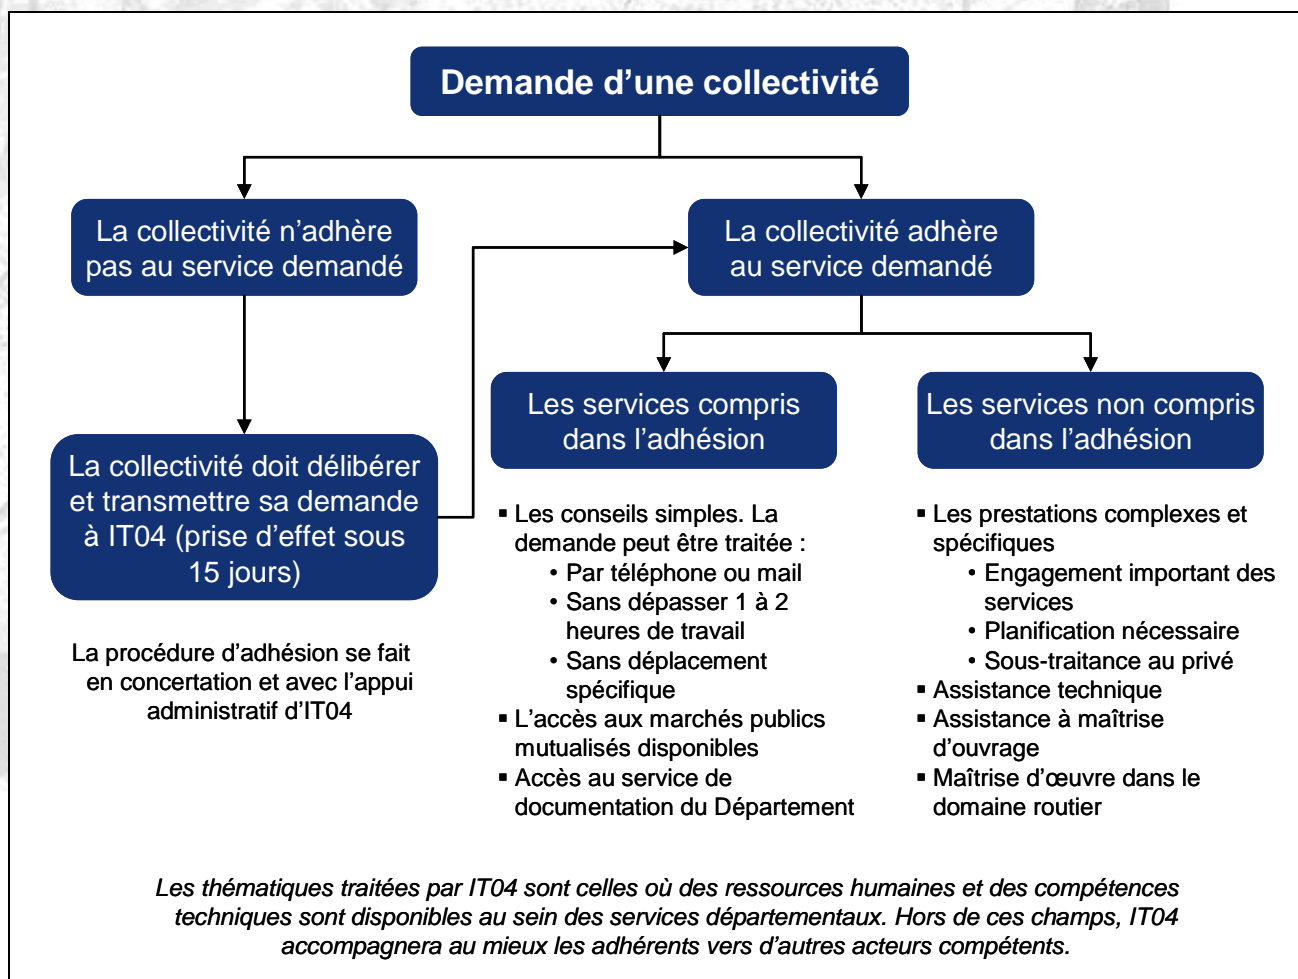 Demande d’une collectivité
La collectivité n’adhère
pas au service demandé
La collectivité adhère
au service demandé
La collectivité doit délibérer
et transmettre sa demande
à IT04 (prise d’effet sous
15 jours)
La procédure d’adhésion se fait
en concertation et avec l’appui
administratif d’IT04
Les services compris
dans l’adhésion
▪ Les conseils simples. La
demande peut être traitée :
• Par téléphone ou mail
• Sans dépasser 1 à 2
heures de travail
• Sans déplacement
spécifique
▪ L’accès aux marchés publics
mutualisés disponibles
▪ Accès au service de
documentation du Département
Les services non compris
dans l’adhésion
▪ Les prestations complexes et
spécifiques
• Engagement important des
services
• Planification nécessaire
• Sous-traitance au privé
▪ Assistance technique
▪ Assistance à maîtrise
d’ouvrage
▪ Maîtrise d’œuvre dans le
domaine routier
Les thématiques traitées par IT04 sont celles où des ressources humaines et des compétences
techniques sont disponibles au sein des services départementaux. Hors de ces champs, IT04
accompagnera au mieux les adhérents vers d’autres acteurs compétents.